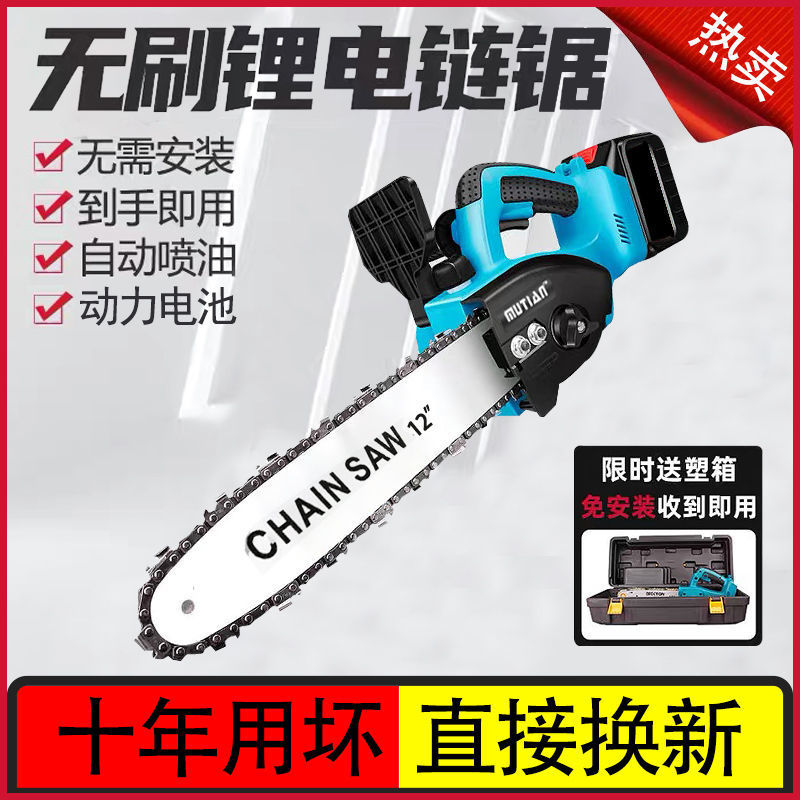 无刷锂电链锯
热卖
无需安装
到手即用
自动喷油
动力电池
MUTIAN
CHAIN SAW 12"
限时送塑箱
免安装收到即用
十年用坏 直接换新